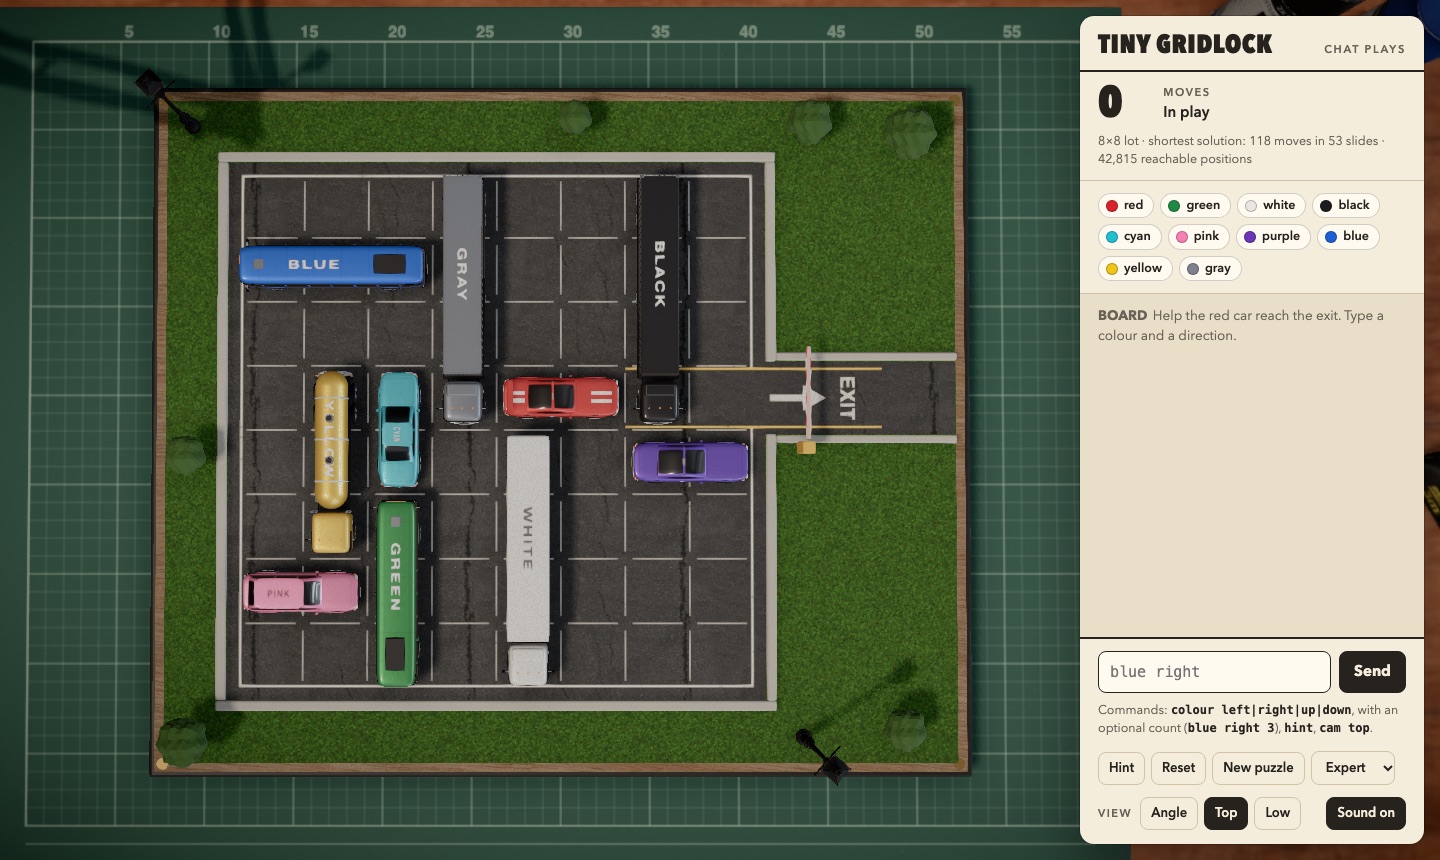 5 10 15 20 25 30 35 40 45 50 55
BLUE
GRAY
BLACK
EXIT
YELLOW
CYAN
WHITE
PINK
GREEN
TINY GRIDLOCK
CHAT PLAYS
0
MOVES
In play
8×8 lot · shortest solution: 118 moves in 53 slides ·
42,815 reachable positions
red green white black
cyan pink purple blue
yellow gray
BOARD Help the red car reach the exit. Type a
colour and a direction.
blue right
Send
Commands: colour left|right|up|down, with an
optional count (blue right 3), hint, cam top.
Hint Reset New puzzle Expert
VIEW Angle Top Low Sound on